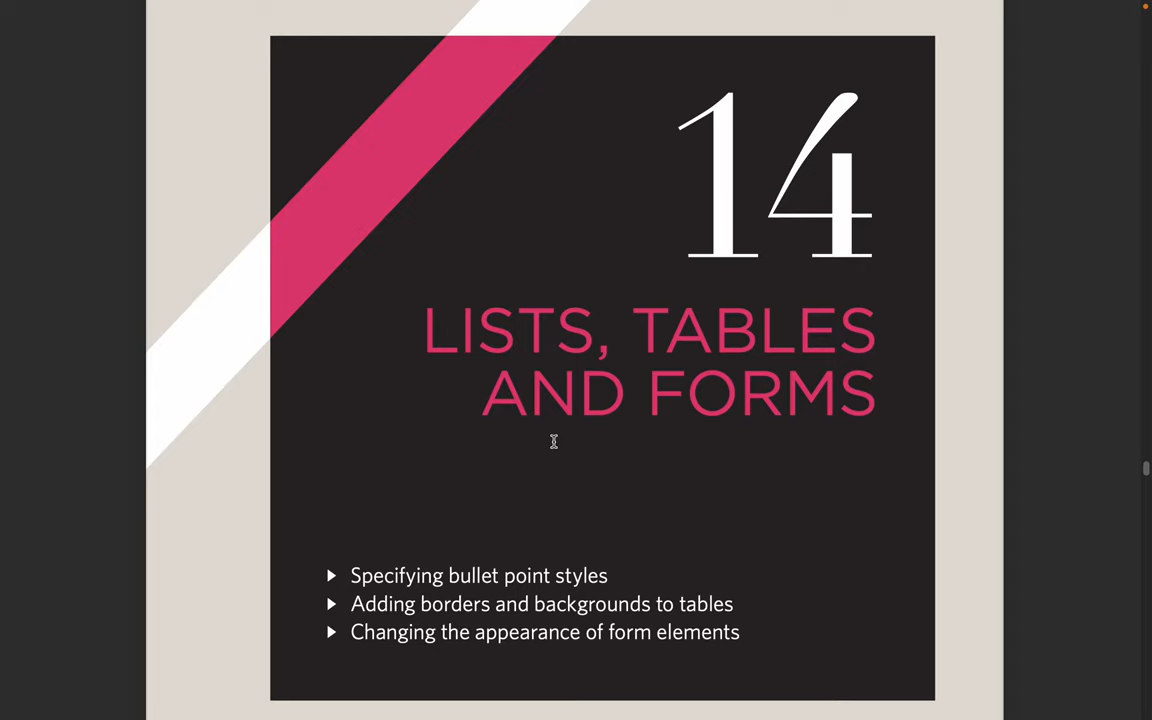 14
LISTS, TABLES
AND FORMS
Specifying bullet point styles
Adding borders and backgrounds to tables
Changing the appearance of form elements